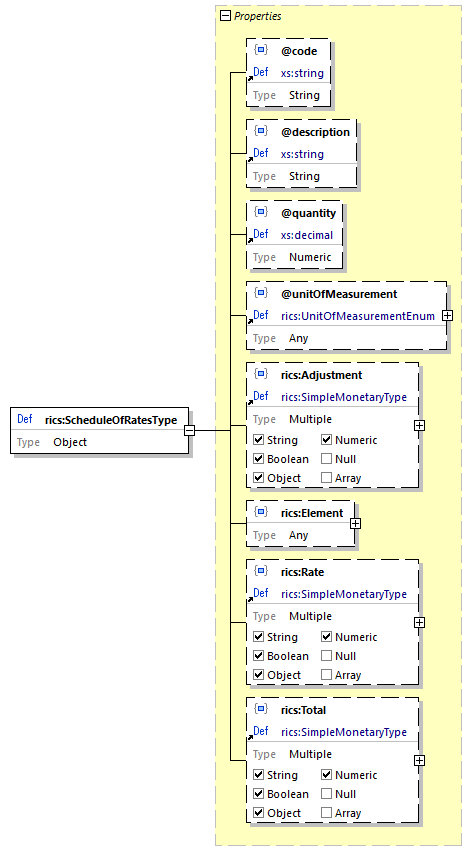 Properties
@code
Def xs:string
Type String
@description
Def xs:string
Type String
@quantity
Def xs:decimal
Type Numeric
@unitOfMeasurement
Def rics:UnitOfMeasurementEnum
Type Any
rics:Adjustment
Def rics:SimpleMonetaryType
Type Multiple
String Numeric
Boolean Null
Object Array
Def rics:ScheduleOfRatesType
Type Object
rics:Element
Type Any
rics:Rate
Def rics:SimpleMonetaryType
Type Multiple
String Numeric
Boolean Null
Object Array
rics:Total
Def rics:SimpleMonetaryType
Type Multiple
String Numeric
Boolean Null
Object Array